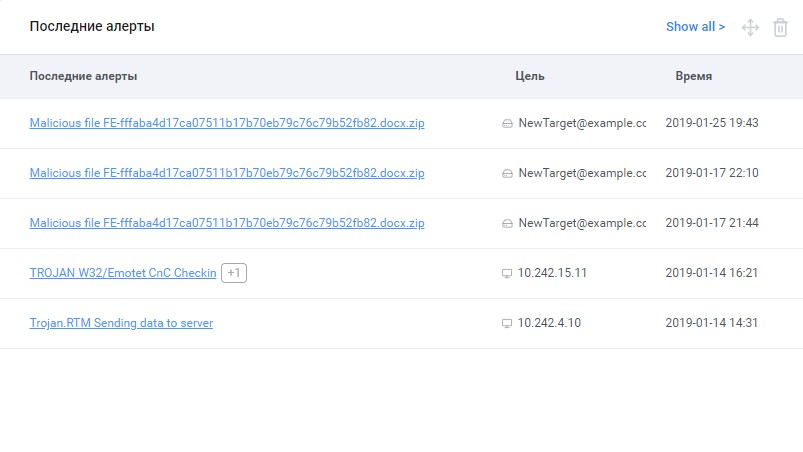 Последние алерты Show all >
Последние алерты Цель Время
Malicious file FE-fffaba4d17ca07511b17b70eb79c76c79b52fb82.docx.zip NewTarget@example.cc 2019-01-25 19:43
Malicious file FE-fffaba4d17ca07511b17b70eb79c76c79b52fb82.docx.zip NewTarget@example.cc 2019-01-17 22:10
Malicious file FE-fffaba4d17ca07511b17b70eb79c76c79b52fb82.docx.zip NewTarget@example.cc 2019-01-17 21:44
TROJAN W32/Emotet CnC Checkin +1 10.242.15.11 2019-01-14 16:21
Trojan.RTM Sending data to server 10.242.4.10 2019-01-14 14:31